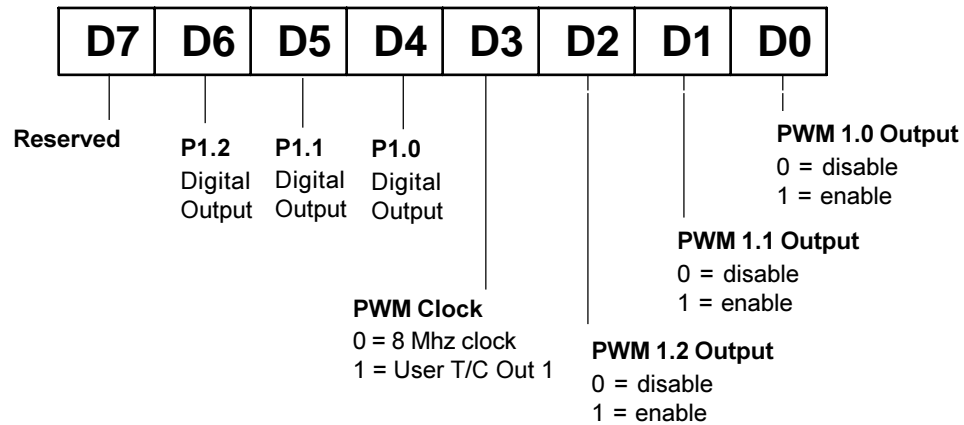 D7 D6 D5 D4 D3 D2 D1 D0
Reserved
P1.2
Digital
Output
P1.1
Digital
Output
P1.0
Digital
Output
PWM Clock
0 = 8 Mhz clock
1 = User T/C Out 1
PWM 1.2 Output
0 = disable
1 = enable
PWM 1.1 Output
0 = disable
1 = enable
PWM 1.0 Output
0 = disable
1 = enable